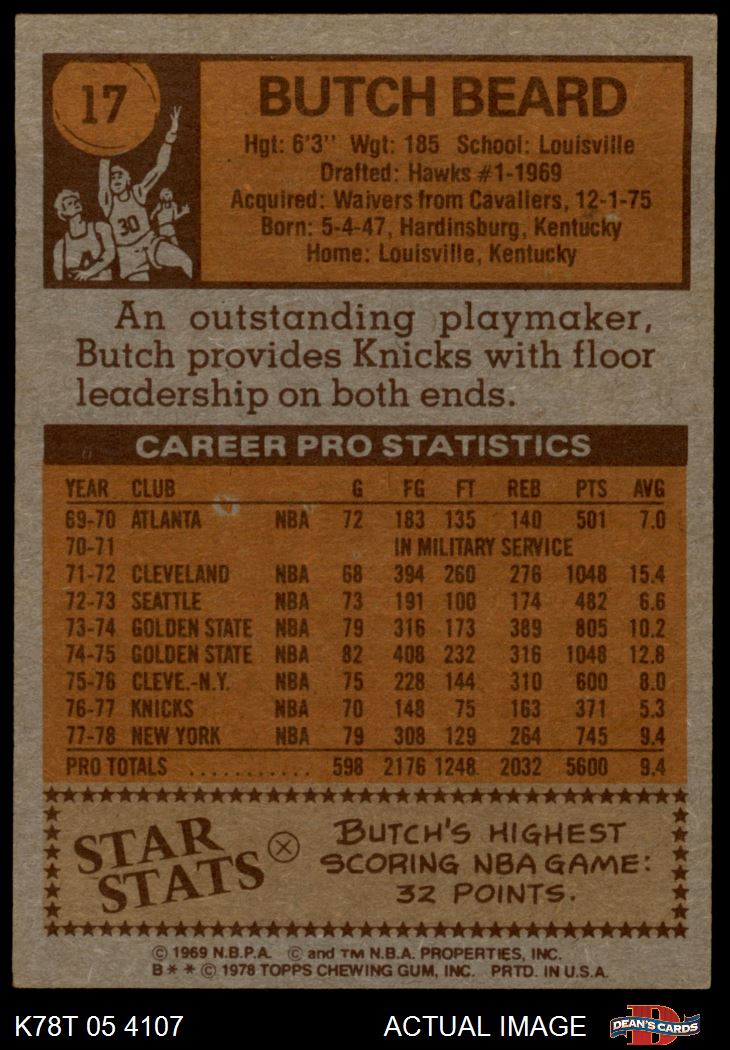 17
BUTCH BEARD
Hgt: 6'3" Wgt: 185 School: Louisville
Drafted: Hawks #1-1969
Acquired: Waivers from Cavaliers, 12-1-75
Born: 5-4-47, Hardinsburg, Kentucky
Home: Louisville, Kentucky
30
4
An outstanding playmaker,
Butch provides Knicks with floor
leadership on both ends.
CAREER PRO STATISTICS
YEAR CLUB G FG FT REB PTS AVG
69-70 ATLANTA NBA 72 183 135 140 501 7.0
70-71 IN MILITARY SERVICE
71-72 CLEVELAND NBA 68 394 260 276 1048 15.4
72-73 SEATTLE NBA 73 191 100 174 482 6.6
73-74 GOLDEN STATE NBA 79 316 173 389 805 10.2
74-75 GOLDEN STATE NBA 82 408 232 316 1048 12.8
75-76 CLEVE.-N.Y. NBA 75 228 144 310 600 8.0
76-77 KNICKS NBA 70 148 75 163 371 5.3
77-78 NEW YORK NBA 79 308 129 264 745 9.4
PRO TOTALS ........... 598 2176 1248 2032 5600 9.4
STAR
STATS
BUTCH'S HIGHEST
SCORING NBA GAME:
32 POINTS.
© 1969 N.B.P.A. © and TM N.B.A. PROPERTIES, INC.
B * * © 1978 TOPPS CHEWING GUM, INC. PRTD. IN U.S.A.
K78T 05 4107 ACTUAL IMAGE
D
DEAN'S CARDS